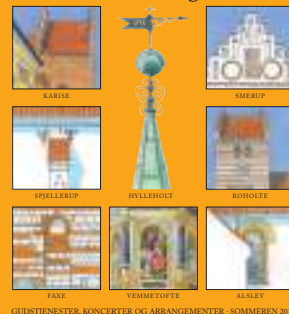 KARISE
SMERUP
SPJELLERUP
HYLLEHOLT
ROHOLTE
FAXE
VEMMETOFTE
ALSLEV
GUDSTJENESTER, KONCERTER OG ARRANGEMENTER - SOMMEREN 20